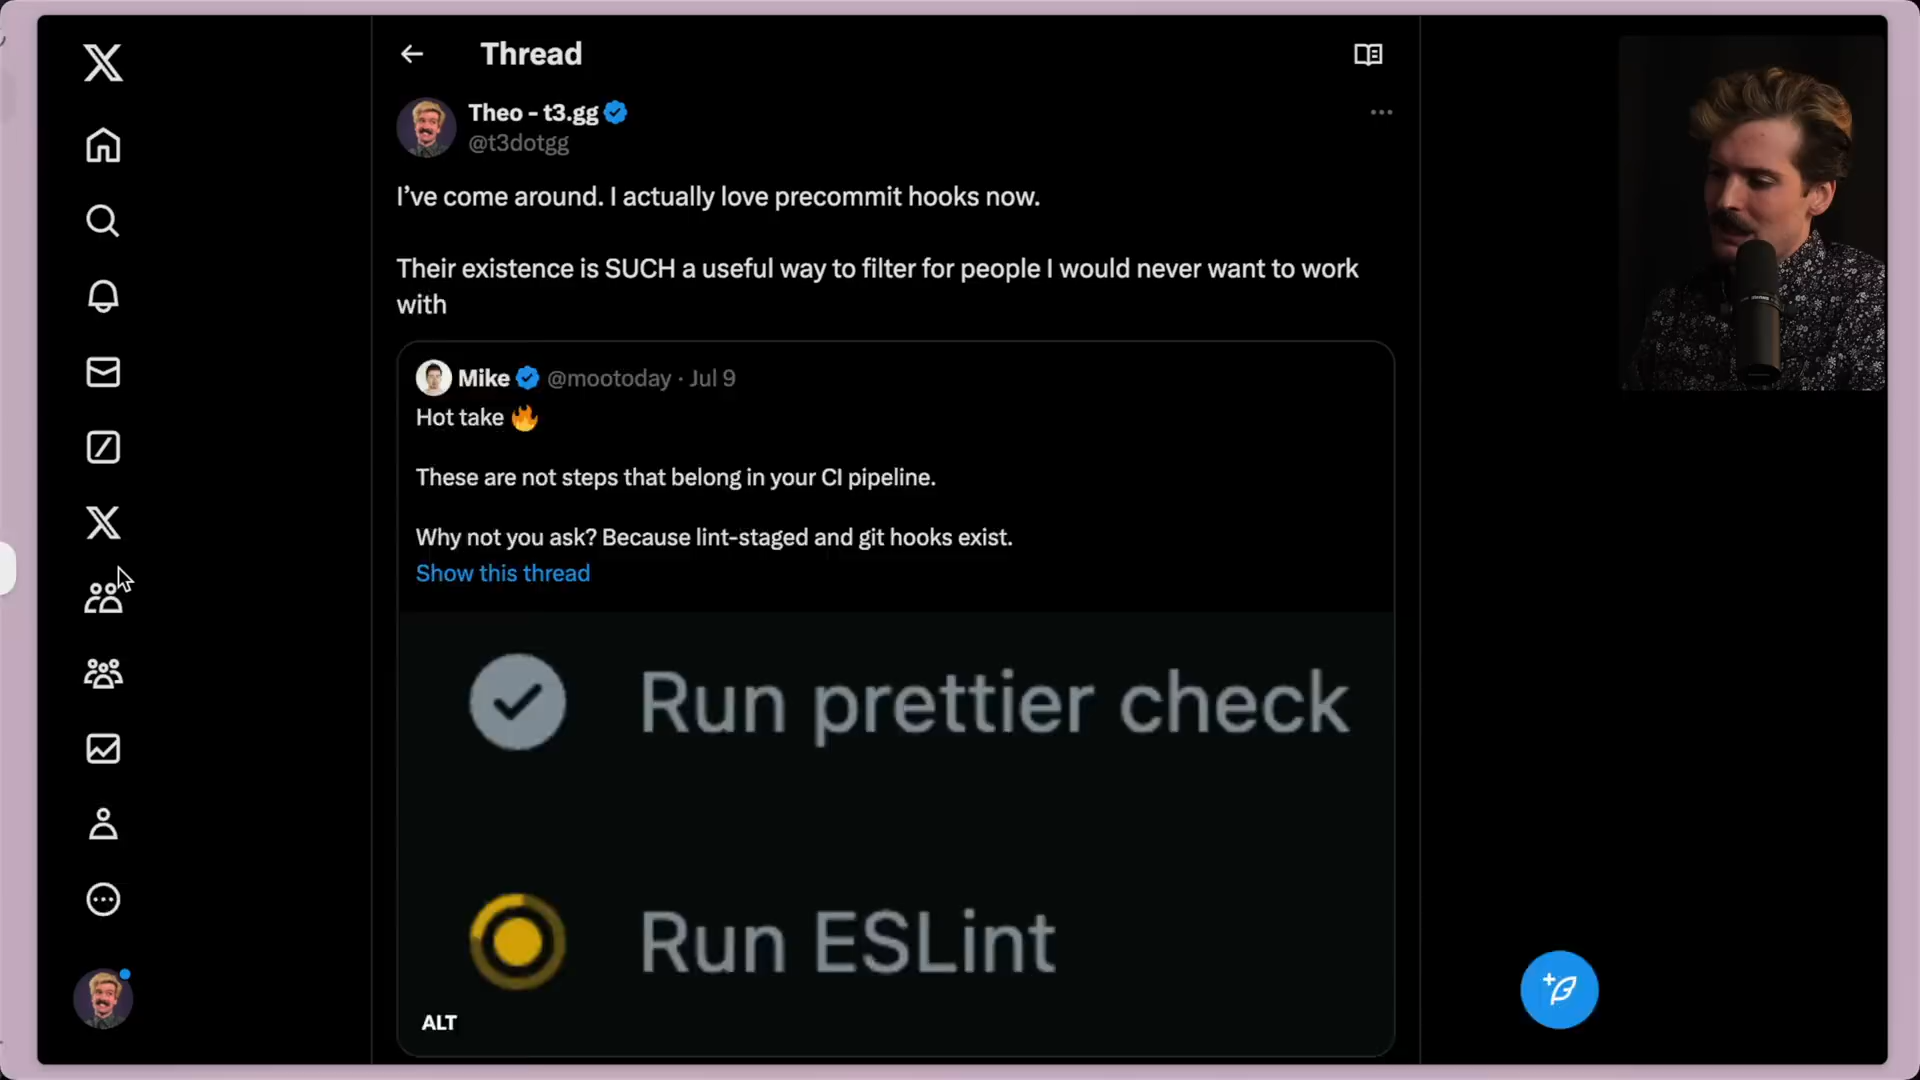 Thread
Theo - t3.gg
@t3dotgg
I’ve come around. I actually love precommit hooks now.
Their existence is SUCH a useful way to filter for people I would never want to work
with
Mike @mootoday · Jul 9
Hot take 🔥
These are not steps that belong in your CI pipeline.
Why not you ask? Because lint-staged and git hooks exist.
Show this thread
Run prettier check
Run ESLint
ALT